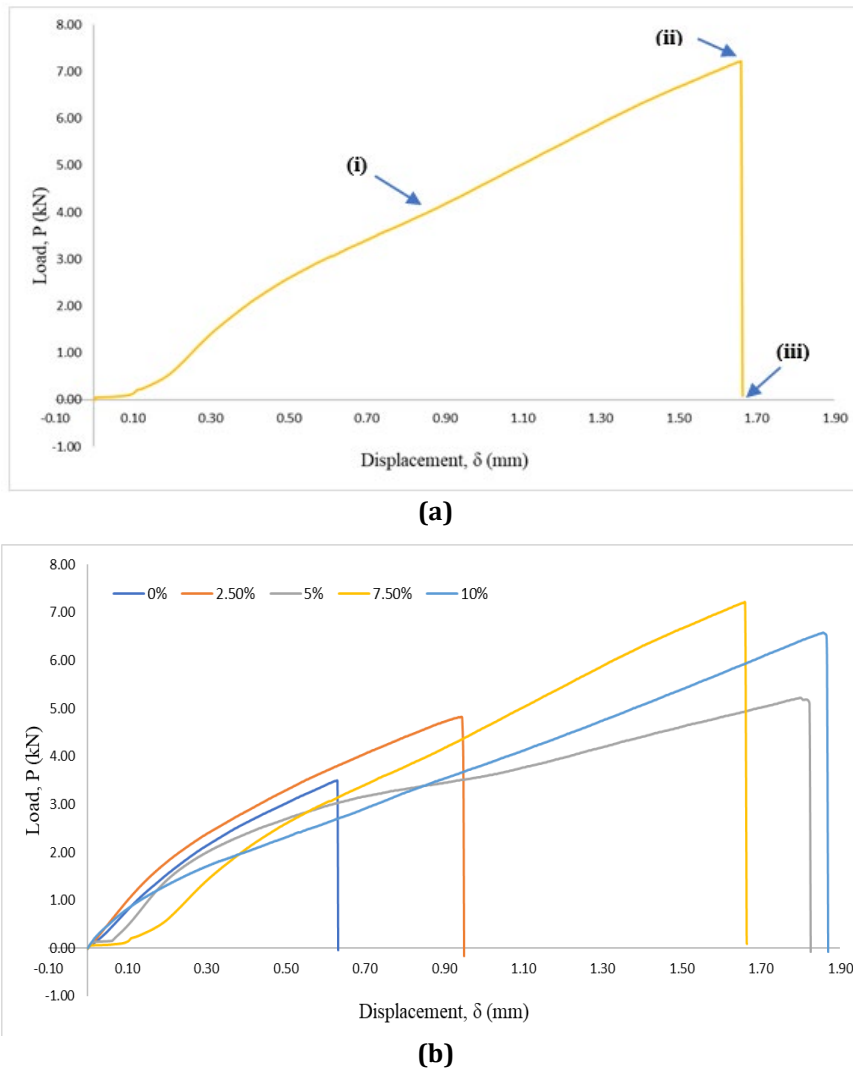 8.00
(ii)
7.00
6.00
5.00
(i)
4.00
3.00
2.00
1.00
(iii)
0.00
-0.10 0.10 0.30 0.50 0.70 0.90 1.10 1.30 1.50 1.70 1.90
-1.00
Load, P (kN)
Displacement, δ (mm)
(a)
8.00
0% 2.50% 5% 7.50% 10%
7.00
6.00
5.00
4.00
3.00
2.00
1.00
0.00
-0.10 0.10 0.30 0.50 0.70 0.90 1.10 1.30 1.50 1.70 1.90
-1.00
Load, P (kN)
Displacement, δ (mm)
(b)